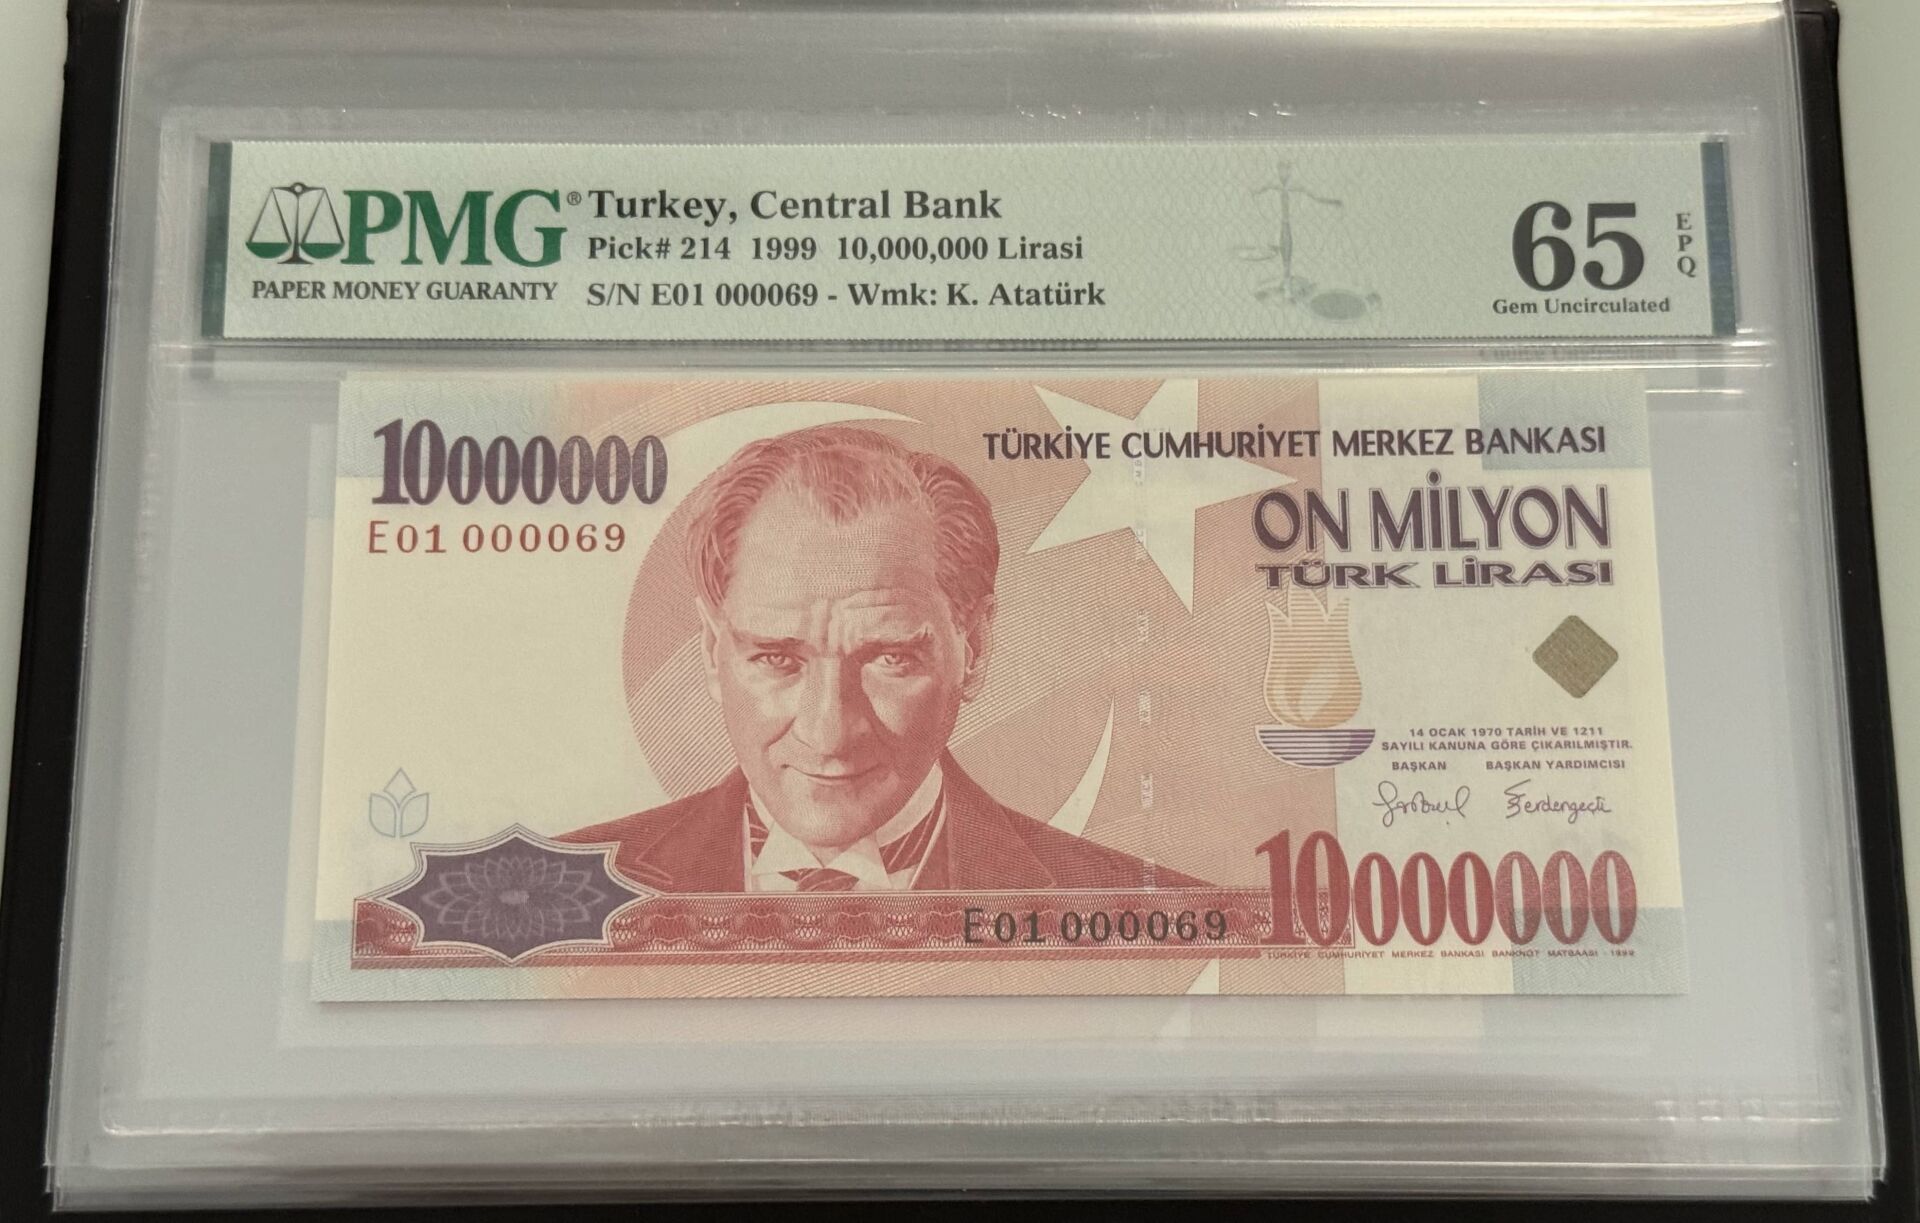 PMG®
PAPER MONEY GUARANTY
Turkey, Central Bank
Pick# 214 1999 10,000,000 Lirasi
S/N E01 000069 - Wmk: K. Atatürk
65
EPQ
Gem Uncirculated
10000000
E01 000069
TÜRKİYE CUMHURİYET MERKEZ BANKASI
ON MİLYON
TÜRK LİRASI
14 OCAK 1970 TARİH VE 1211
SAYILI KANUNA GÖRE ÇIKARILMIŞTIR.
BAŞKAN BAŞKAN YARDIMCISI
E01 000069
10000000
TÜRKİYE CUMHURİYET MERKEZ BANKASI BANKNOT MATBAASI - 1999